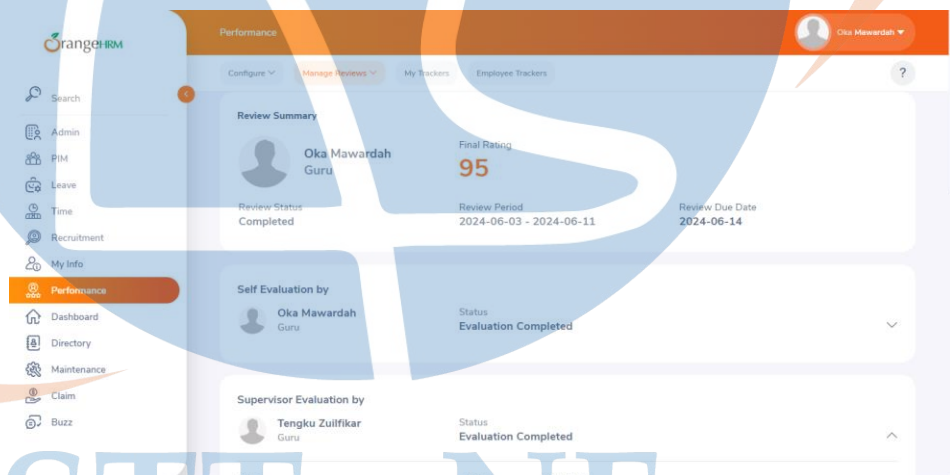 OrangeHRM
Performance
Oka Mawardah
Configure
Manage Reviews
My Trackers
Employee Trackers
?
Search
Admin
PIM
Leave
Time
Recruitment
My Info
Performance
Dashboard
Directory
Maintenance
Claim
Buzz
Review Summary
Oka Mawardah
Guru
Final Rating
95
Review Status
Completed
Review Period
2024-06-03 - 2024-06-11
Review Due Date
2024-06-14
Self Evaluation by
Oka Mawardah
Guru
Status
Evaluation Completed
Supervisor Evaluation by
Tengku Zuilfikar
Guru
Status
Evaluation Completed